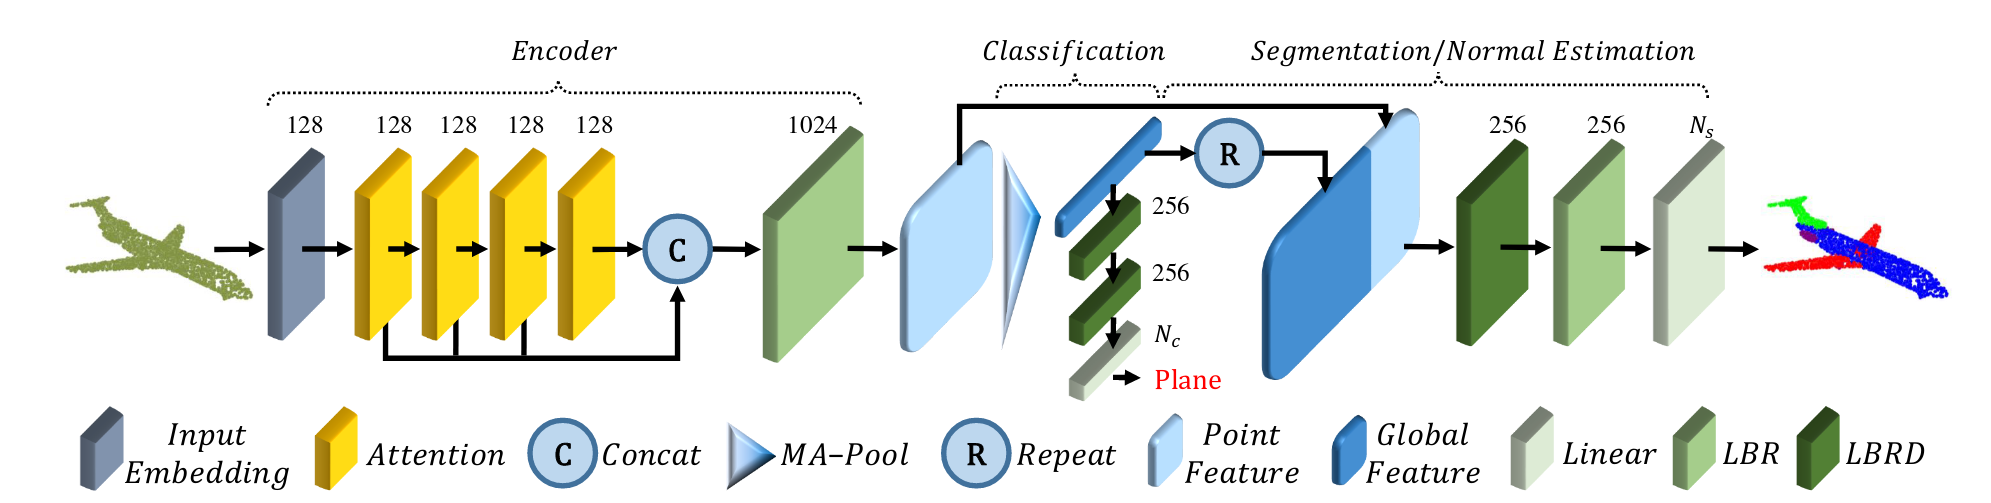 Encoder
Classification
Segmentation/Normal Estimation
128
128
128
128
128
1024
256
256
N_s
R
256
C
256
N_c
Plane
Input
Embedding
Attention
C
Concat
MA–Pool
R
Repeat
Point
Feature
Global
Feature
Linear
LBR
LBRD